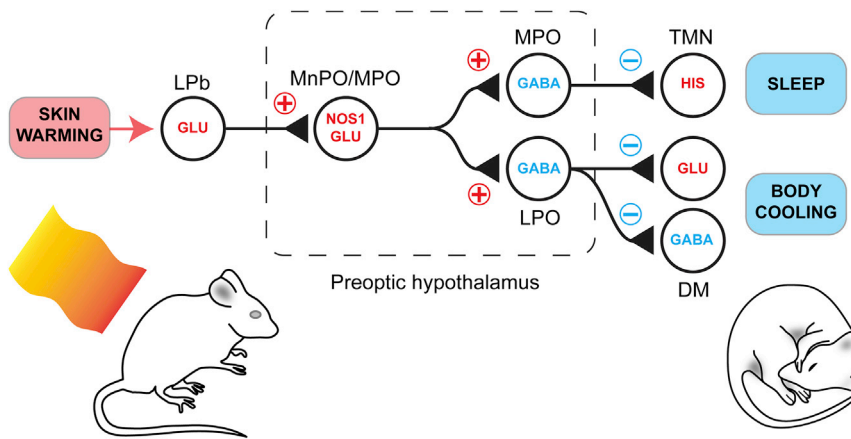 MPO
TMN
LPb
MnPO/MPO
+
−
GABA
HIS
SLEEP
SKIN
WARMING
GLU
+
NOS1
GLU
−
GABA
GLU
+
LPO
−
BODY
COOLING
GABA
DM
Preoptic hypothalamus